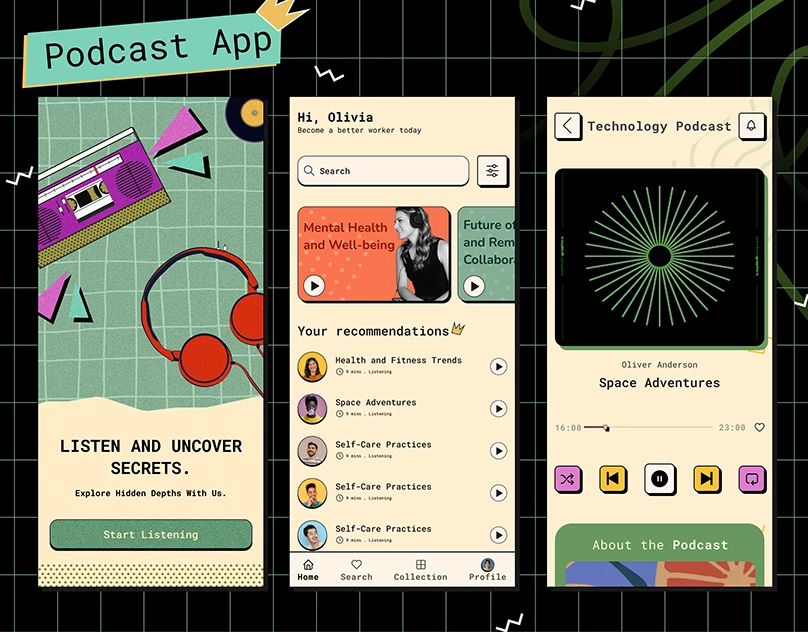 Podcast App
LISTEN AND UNCOVER
SECRETS.
Explore Hidden Depths With Us.
Start Listening
Hi, Olivia
Become a better worker today
Search
Mental Health
and Well-being
Future of
and Rem
Collabora
Your recommendations
Health and Fitness Trends
9 mins . Listening
Space Adventures
9 mins . Listening
Self-Care Practices
9 mins . Listening
Self-Care Practices
9 mins . Listening
Self-Care Practices
9 mins . Listening
Home
Search
Collection
Profile
Technology Podcast
Oliver Anderson
Space Adventures
16:00
23:00
About the Podcast